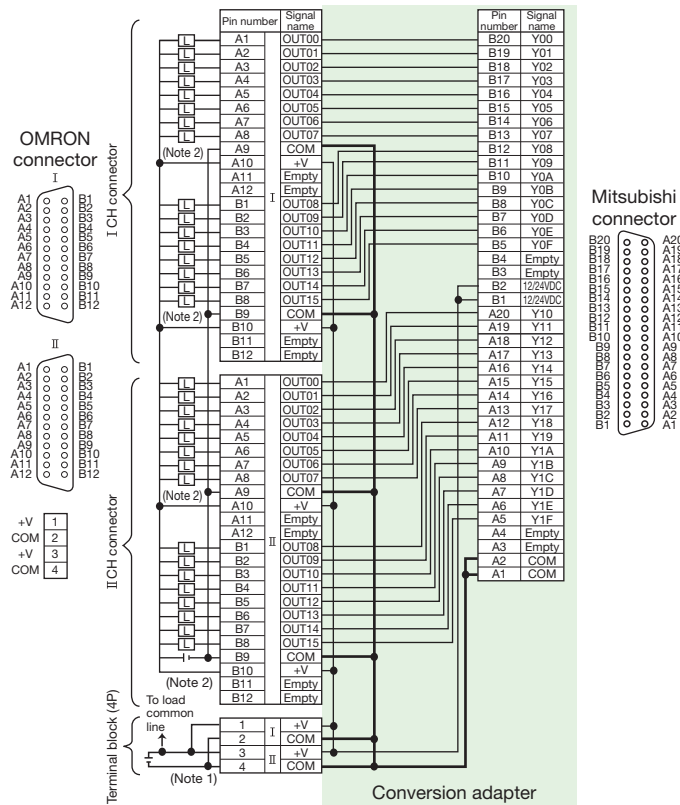 OMRON
connector
I
A1 B1
A2 B2
A3 B3
A4 B4
A5 B5
A6 B6
A7 B7
A8 B8
A9 B9
A10 B10
A11 B11
A12 B12
II
A1 B1
A2 B2
A3 B3
A4 B4
A5 B5
A6 B6
A7 B7
A8 B8
A9 B9
A10 B10
A11 B11
A12 B12
+V 1
COM 2
+V 3
COM 4
I CH connector
Pin number Signal name
L A1 OUT00
L A2 OUT01
L A3 OUT02
L A4 OUT03
L A5 OUT04
L A6 OUT05
L A7 OUT06
L A8 OUT07
(Note 2) A9 COM
A10 +V
A11 Empty
A12 Empty
I
L B1 OUT08
L B2 OUT09
L B3 OUT10
L B4 OUT11
L B5 OUT12
L B6 OUT13
L B7 OUT14
L B8 OUT15
(Note 2) B9 COM
B10 +V
B11 Empty
B12 Empty
II CH connector
L A1 OUT00
L A2 OUT01
L A3 OUT02
L A4 OUT03
L A5 OUT04
L A6 OUT05
L A7 OUT06
L A8 OUT07
(Note 2) A9 COM
A10 +V
A11 Empty
A12 Empty
II
L B1 OUT08
L B2 OUT09
L B3 OUT10
L B4 OUT11
L B5 OUT12
L B6 OUT13
L B7 OUT14
L B8 OUT15
B9 COM
B10 +V
(Note 2) B11 Empty
B12 Empty
Terminal block (4P)
To load
common
line
1 I +V
2 COM
3 II +V
4 COM
(Note 1)
Pin number Signal name
B20 Y00
B19 Y01
B18 Y02
B17 Y03
B16 Y04
B15 Y05
B14 Y06
B13 Y07
B12 Y08
B11 Y09
B10 Y0A
B9 Y0B
B8 Y0C
B7 Y0D
B6 Y0E
B5 Y0F
B4 Empty
B3 Empty
B2 12/24VDC
B1 12/24VDC
A20 Y10
A19 Y11
A18 Y12
A17 Y13
A16 Y14
A15 Y15
A14 Y16
A13 Y17
A12 Y18
A11 Y19
A10 Y1A
A9 Y1B
A8 Y1C
A7 Y1D
A6 Y1E
A5 Y1F
A4 Empty
A3 Empty
A2 COM
A1 COM
Conversion adapter
Mitsubishi
connector
B20 A20
B19 A19
B18 A18
B17 A17
B16 A16
B15 A15
B14 A14
B13 A13
B12 A12
B11 A11
B10 A10
B9 A9
B8 A8
B7 A7
B6 A6
B5 A5
B4 A4
B3 A3
B2 A2
B1 A1